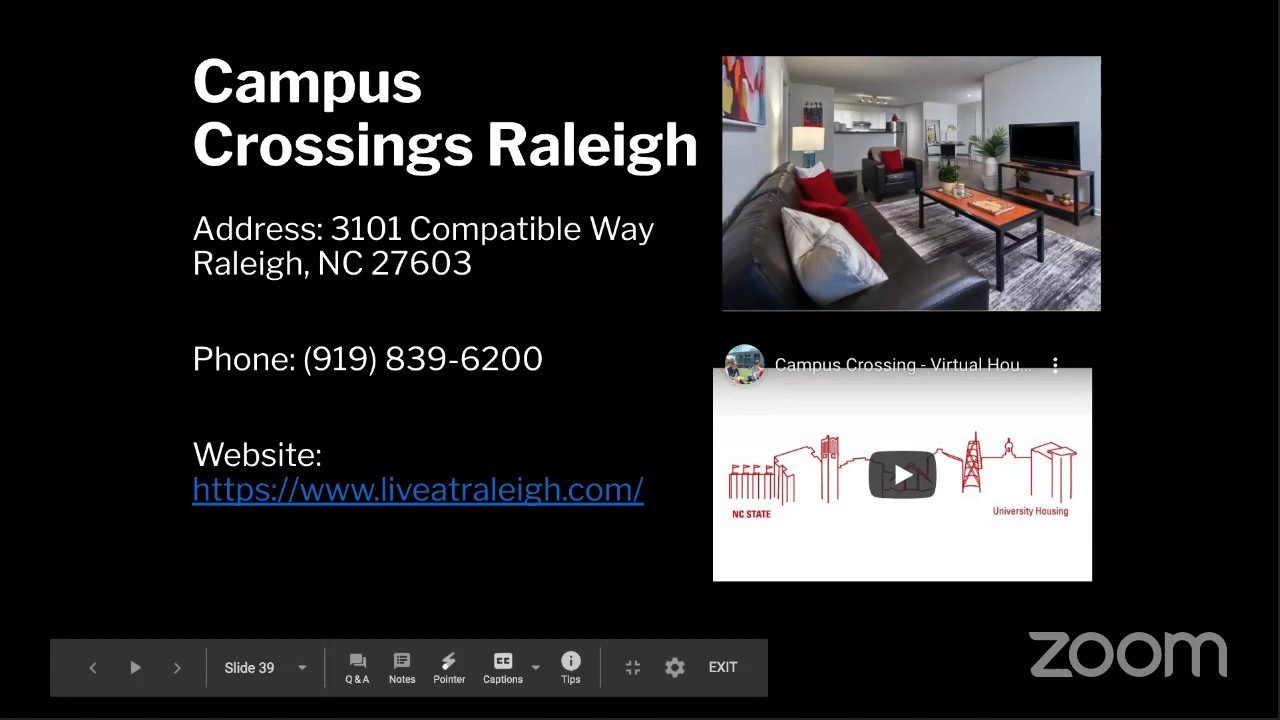 Campus
Crossings Raleigh
Address: 3101 Compatible Way
Raleigh, NC 27603
Phone: (919) 839-6200
Website:
https://www.liveatraleigh.com/
Campus Crossing - Virtual Hou...
NC STATE
University Housing
Slide 39
Q & A
Notes
Pointer
CC
Captions
Tips
EXIT
zoom